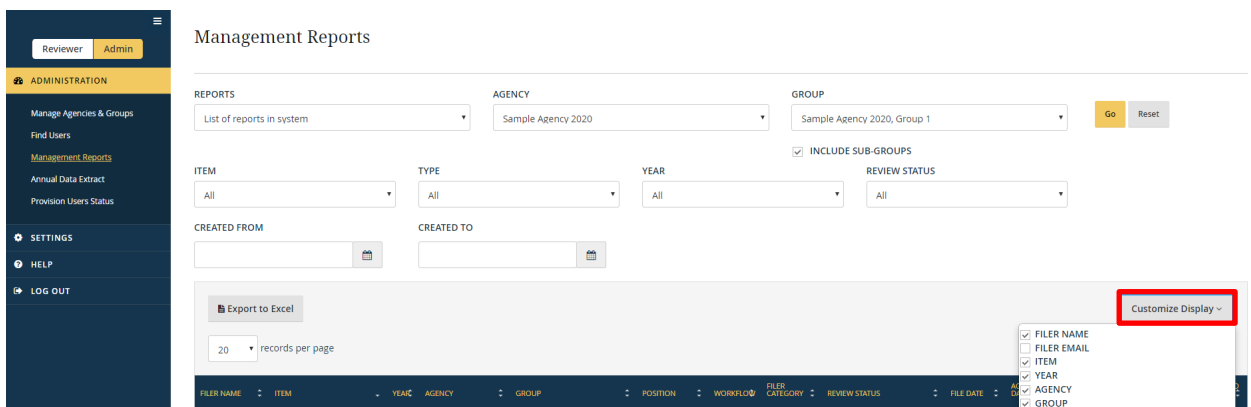 Reviewer Admin
ADMINISTRATION
Manage Agencies & Groups
Find Users
Management Reports
Annual Data Extract
Provision Users Status
SETTINGS
HELP
LOG OUT
Management Reports
REPORTS AGENCY GROUP
List of reports in system Sample Agency 2020 Sample Agency 2020, Group 1 Go Reset
INCLUDE SUB-GROUPS
ITEM TYPE YEAR REVIEW STATUS
All All All All
CREATED FROM CREATED TO
Export to Excel Customize Display
20 records per page
FILER NAME
FILER EMAIL
ITEM
YEAR
AGENCY
GROUP
FILER NAME ITEM YEAR AGENCY GROUP POSITION WORKFLOW FILER CATEGORY REVIEW STATUS FILE DATE